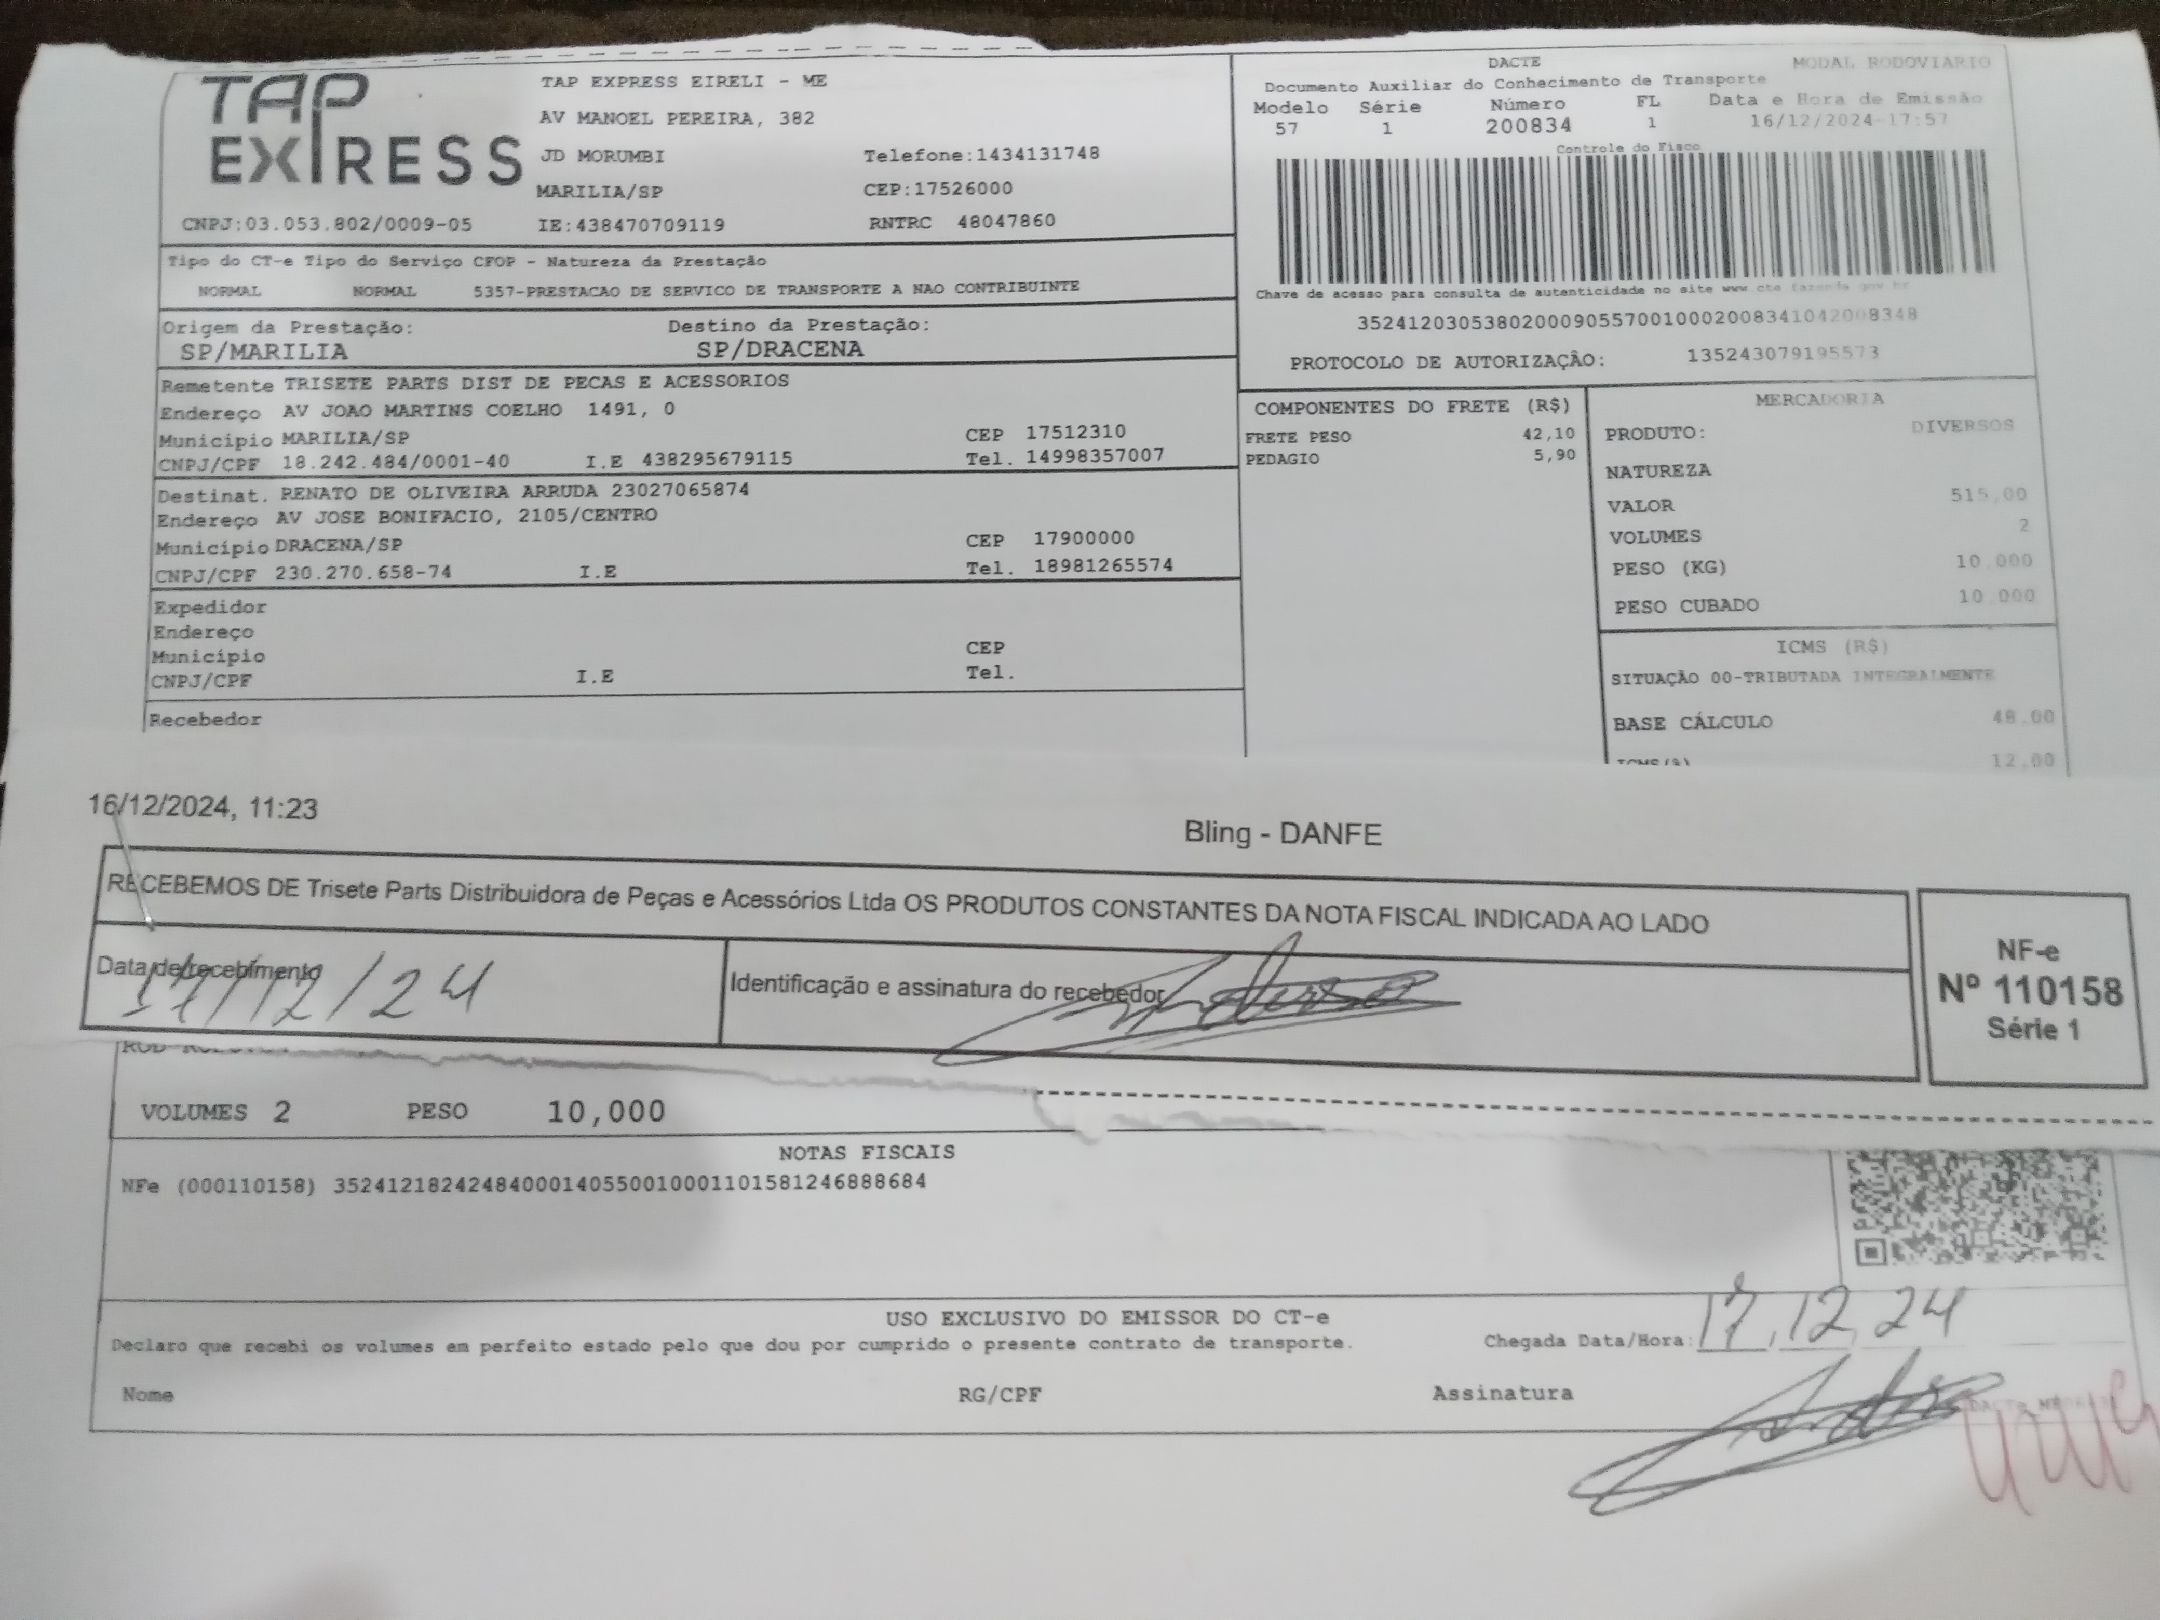 TAP EXPRESS
TAP EXPRESS EIRELI - ME
AV MANOEL PEREIRA, 382
JD MORUMBI Telefone:1434131748
MARILIA/SP CEP:17526000
CNPJ:03.053.802/0009-05 IE:438470709119 RNTRC 48047860
DACTE MODAL RODOVIÁRIO
Documento Auxiliar do Conhecimento de Transporte
Modelo Série Número FL Data e Hora de Emissão
57 1 200834 1 16/12/2024-17:57
Controle do Fisco
Chave de acesso para consulta de autenticidade no site www.cte.fazenda.gov.br
35241203053802000905570010002008341042008348
PROTOCOLO DE AUTORIZAÇÃO: 135243079195573
Tipo do CT-e Tipo do Serviço CFOP - Natureza da Prestação
NORMAL NORMAL 5357-PRESTACAO DE SERVICO DE TRANSPORTE A NAO CONTRIBUINTE
Origem da Prestação: Destino da Prestação:
SP/MARILIA SP/DRACENA
Remetente TRISETE PARTS DIST DE PECAS E ACESSORIOS
Endereço AV JOAO MARTINS COELHO 1491, 0
Município MARILIA/SP CEP 17512310
CNPJ/CPF 18.242.484/0001-40 I.E 438295679115 Tel. 14998357007
Destinat. RENATO DE OLIVEIRA ARRUDA 23027065874
Endereço AV JOSE BONIFACIO, 2105/CENTRO
Município DRACENA/SP CEP 17900000
CNPJ/CPF 230.270.658-74 I.E Tel. 18981265574
Expedidor
Endereço
Município CEP
CNPJ/CPF I.E Tel.
Recebedor
COMPONENTES DO FRETE (R$)
FRETE PESO 42,10
PEDAGIO 5,90
MERCADORIA
PRODUTO: DIVERSOS
NATUREZA
VALOR 515,00
VOLUMES 2
PESO (KG) 10,000
PESO CUBADO 10,000
ICMS (R$)
SITUAÇÃO 00-TRIBUTADA INTEGRALMENTE
BASE CÁLCULO 48.00
ICMS(%) 12.00
16/12/2024, 11:23 Bling - DANFE
RECEBEMOS DE Trisete Parts Distribuidora de Peças e Acessórios Ltda OS PRODUTOS CONSTANTES DA NOTA FISCAL INDICADA AO LADO
Data de recebimento Identificação e assinatura do recebedor
17/12/24
NF-e
Nº 110158
Série 1
VOLUMES 2 PESO 10,000
NOTAS FISCAIS
NFe (000110158) 35241218242484000140550010001101581246888684
USO EXCLUSIVO DO EMISSOR DO CT-e
Declaro que recebi os volumes em perfeito estado pelo que dou por cumprido o presente contrato de transporte.
Chegada Data/Hora: 17,12,24
Nome RG/CPF Assinatura